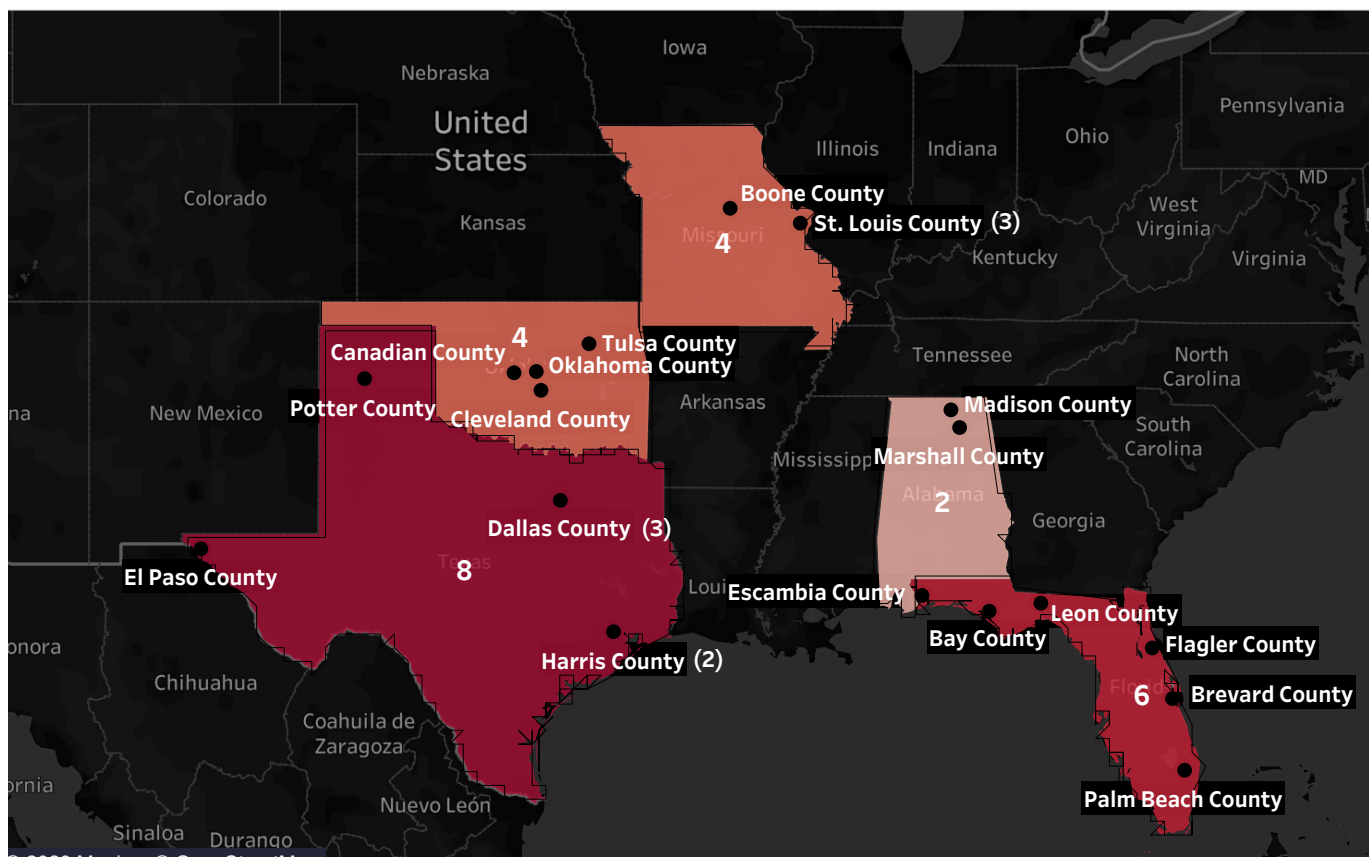 Iowa
Nebraska
Pennsylvania
United
States
Ohio
Illinois
Indiana
MD
Colorado
Boone County
West
Virginia
Kansas
St. Louis County (3)
Missouri
4
Kentucky
Virginia
4
Tulsa County
Canadian County
Oklahoma County
Tennessee
North
Carolina
Potter County
New Mexico
Cleveland County
Arkansas
Madison County
South
Carolina
Mississipp
Marshall County
Alabama
2
Georgia
Dallas County (3)
Texas
8
El Paso County
Loui
Escambia County
Leon County
Bay County
onora
Harris County (2)
Flagler County
Chihuahua
Florida
6
Brevard County
Coahuila de
Zaragoza
Palm Beach County
Nuevo León
Sinaloa
Durango